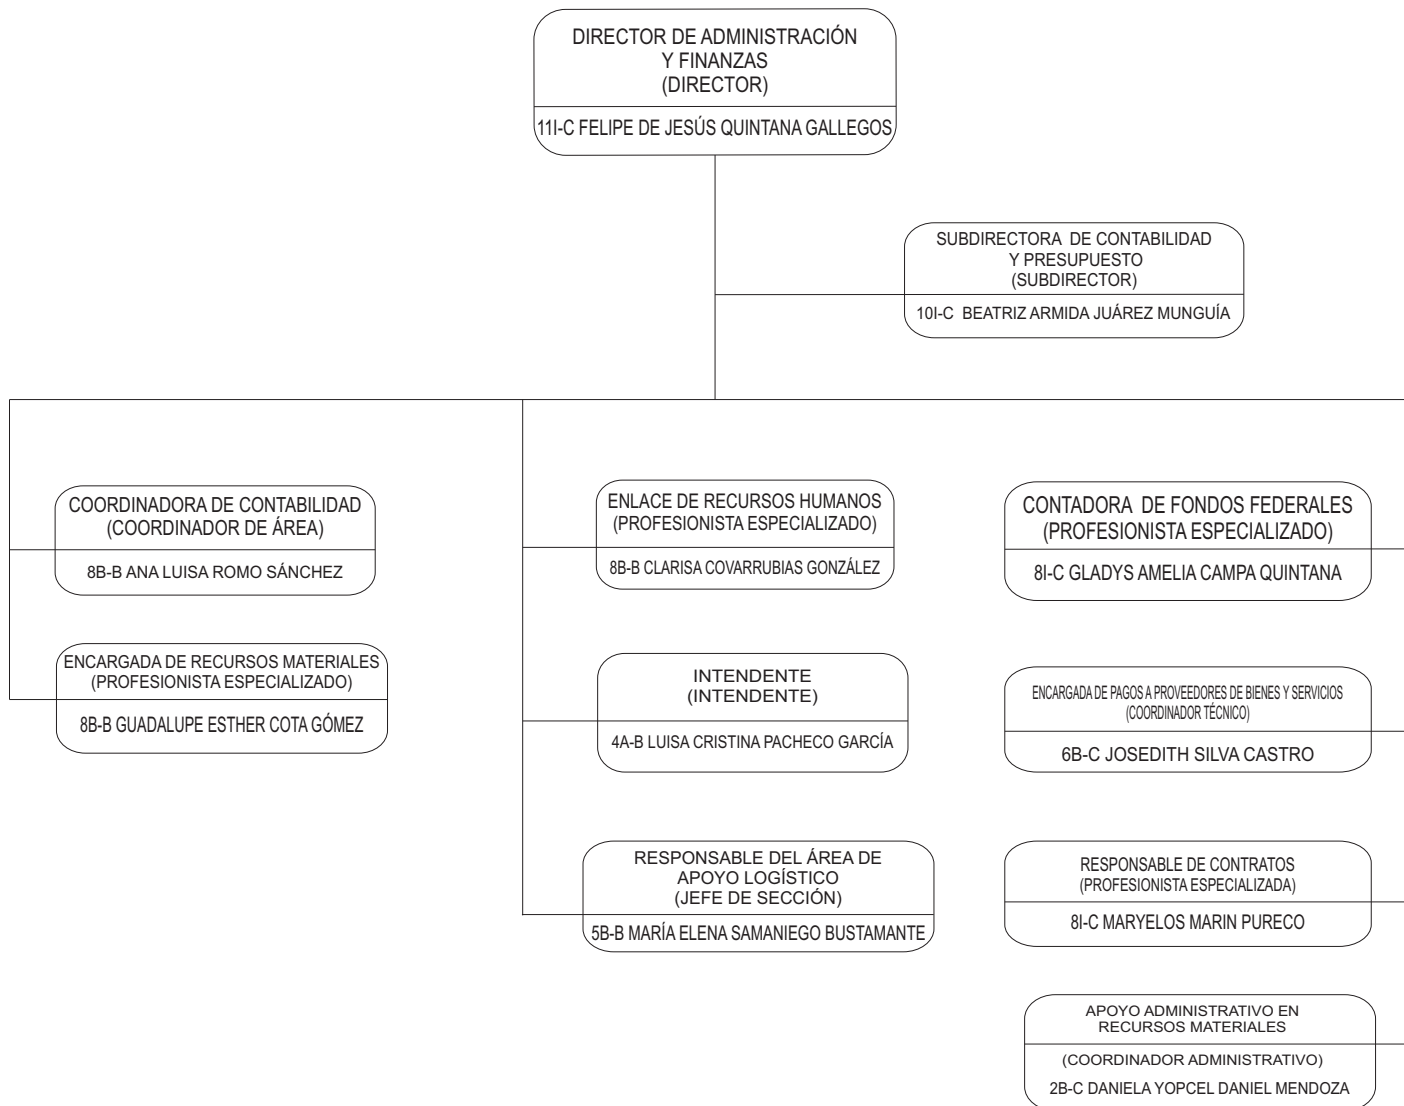 DIRECTOR DE ADMINISTRACIÓN
Y FINANZAS
(DIRECTOR)
11I-C FELIPE DE JESÚS QUINTANA GALLEGOS
SUBDIRECTORA DE CONTABILIDAD
Y PRESUPUESTO
(SUBDIRECTOR)
10I-C BEATRIZ ARMIDA JUÁREZ MUNGUÍA
COORDINADORA DE CONTABILIDAD
(COORDINADOR DE ÁREA)
8B-B ANA LUISA ROMO SÁNCHEZ
ENCARGADA DE RECURSOS MATERIALES
(PROFESIONISTA ESPECIALIZADO)
8B-B GUADALUPE ESTHER COTA GÓMEZ
ENLACE DE RECURSOS HUMANOS
(PROFESIONISTA ESPECIALIZADO)
8B-B CLARISA COVARRUBIAS GONZÁLEZ
INTENDENTE
(INTENDENTE)
4A-B LUISA CRISTINA PACHECO GARCÍA
RESPONSABLE DEL ÁREA DE
APOYO LOGÍSTICO
(JEFE DE SECCIÓN)
5B-B MARÍA ELENA SAMANIEGO BUSTAMANTE
CONTADORA DE FONDOS FEDERALES
(PROFESIONISTA ESPECIALIZADO)
8I-C GLADYS AMELIA CAMPA QUINTANA
ENCARGADA DE PAGOS A PROVEEDORES DE BIENES Y SERVICIOS
(COORDINADOR TÉCNICO)
6B-C JOSEDITH SILVA CASTRO
RESPONSABLE DE CONTRATOS
(PROFESIONISTA ESPECIALIZADA)
8I-C MARYELOS MARIN PURECO
APOYO ADMINISTRATIVO EN
RECURSOS MATERIALES
(COORDINADOR ADMINISTRATIVO)
2B-C DANIELA YOPCEL DANIEL MENDOZA